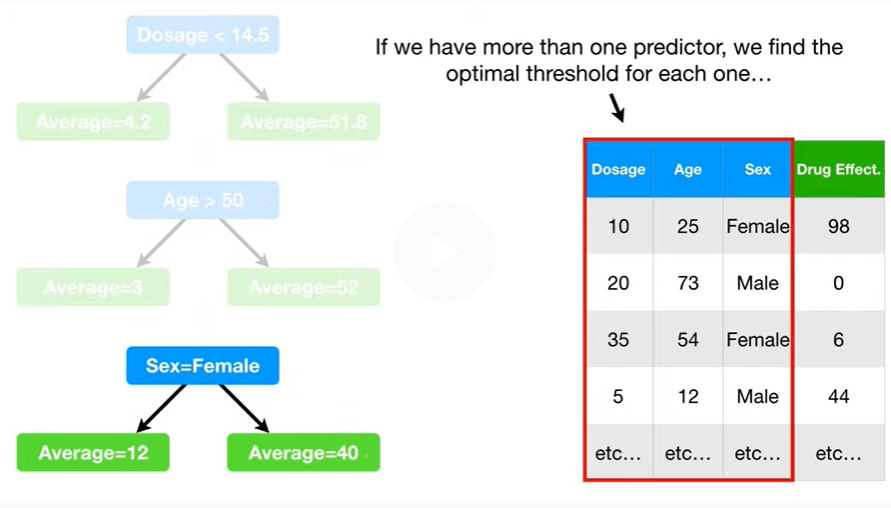 Dosage < 14.5
Average=4.2 Average=51.8
Age > 50
Average=3 Average=52
Sex=Female
Average=12 Average=40
If we have more than one predictor, we find the
optimal threshold for each one…
Dosage Age Sex Drug Effect.
10 25 Female 98
20 73 Male 0
35 54 Female 6
5 12 Male 44
etc… etc… etc… etc…